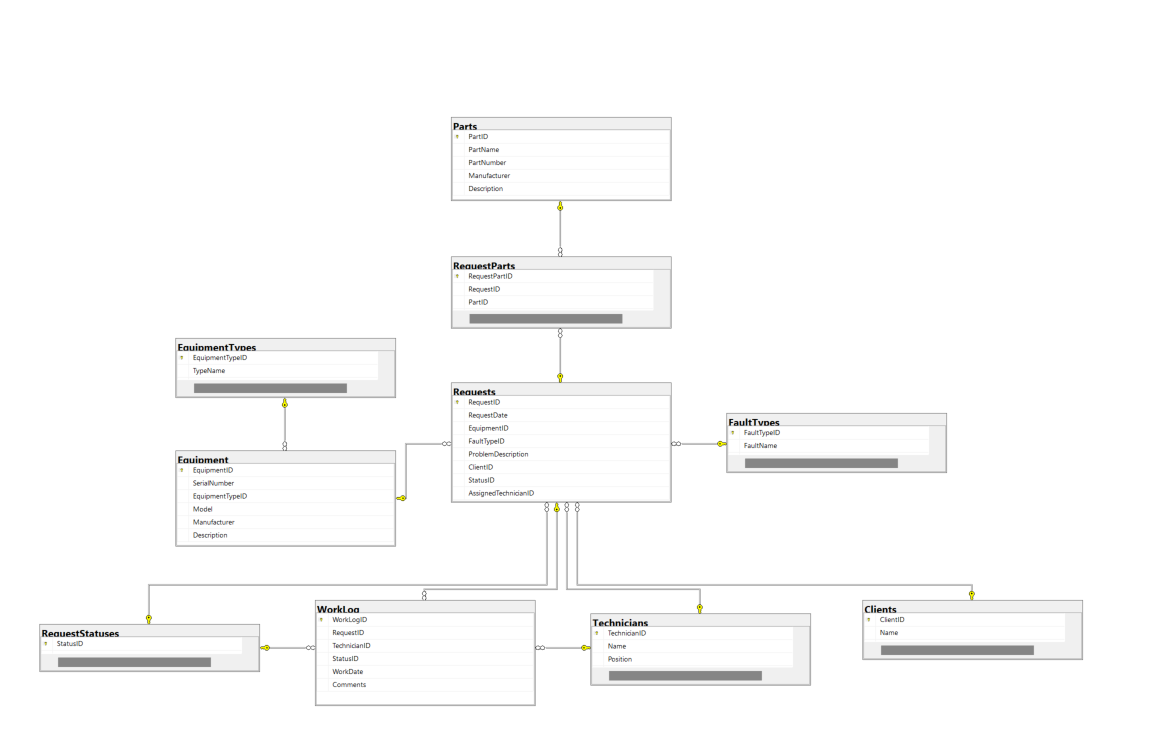 Parts
PartID
PartName
PartNumber
Manufacturer
Description
RequestParts
RequestPartID
RequestID
PartID
EquipmentTypes
EquipmentTypeID
TypeName
Requests
RequestID
RequestDate
EquipmentID
FaultTypeID
ProblemDescription
ClientID
StatusID
AssignedTechnicianID
FaultTypes
FaultTypeID
FaultName
Equipment
EquipmentID
SerialNumber
EquipmentTypeID
Model
Manufacturer
Description
RequestStatuses
StatusID
WorkLog
WorkLogID
RequestID
TechnicianID
StatusID
WorkDate
Comments
Technicians
TechnicianID
Name
Position
Clients
ClientID
Name